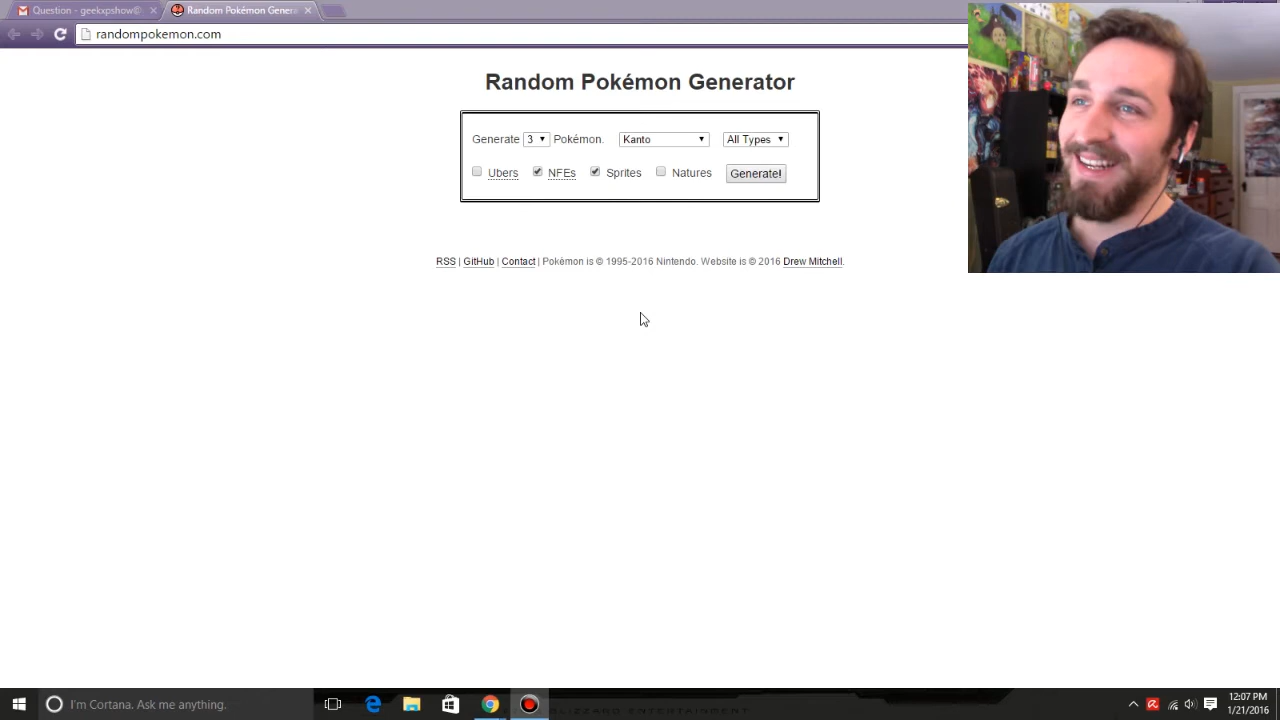 Question - geekxpshow@
Random Pokémon Genera
randompokemon.com
Random Pokémon Generator
Generate 3 Pokémon. Kanto All Types
Ubers NFEs Sprites Natures Generate!
RSS | GitHub | Contact | Pokémon is © 1995-2016 Nintendo. Website is © 2016 Drew Mitchell.
I'm Cortana. Ask me anything.
12:07 PM
1/21/2016